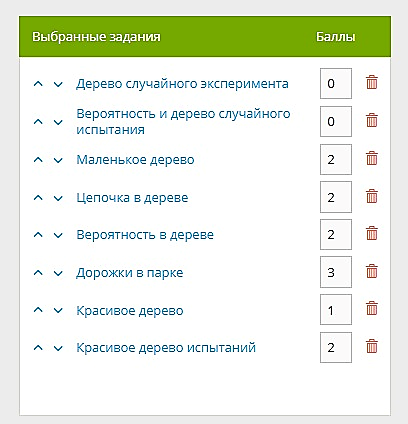 Выбранные задания Баллы
Дерево случайного эксперимента 0
Вероятность и дерево случайного
испытания 0
Маленькое дерево 2
Цепочка в дереве 2
Вероятность в дереве 2
Дорожки в парке 3
Красивое дерево 1
Красивое дерево испытаний 2